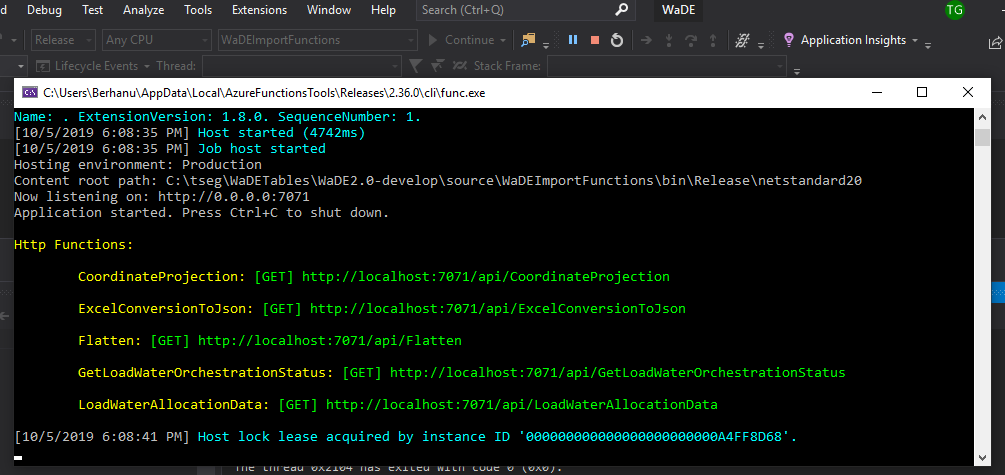 d Debug Test Analyze Tools Extensions Window Help Search (Ctrl+Q) WaDE TG
Release Any CPU WaDEImportFunctions Continue Application Insights
Lifecycle Events Thread: Stack Frame:
C:\Users\Berhanu\AppData\Local\AzureFunctionsTools\Releases\2.36.0\cli\func.exe
Name: . ExtensionVersion: 1.8.0. SequenceNumber: 1.
[10/5/2019 6:08:35 PM] Host started (4742ms)
[10/5/2019 6:08:35 PM] Job host started
Hosting environment: Production
Content root path: C:\tseg\WaDETables\WaDE2.0-develop\source\WaDEImportFunctions\bin\Release\netstandard20
Now listening on: http://0.0.0.0:7071
Application started. Press Ctrl+C to shut down.
Http Functions:
CoordinateProjection: [GET] http://localhost:7071/api/CoordinateProjection
ExcelConversionToJson: [GET] http://localhost:7071/api/ExcelConversionToJson
Flatten: [GET] http://localhost:7071/api/Flatten
GetLoadWaterOrchestrationStatus: [GET] http://localhost:7071/api/GetLoadWaterOrchestrationStatus
LoadWaterAllocationData: [GET] http://localhost:7071/api/LoadWaterAllocationData
[10/5/2019 6:08:41 PM] Host lock lease acquired by instance ID '000000000000000000000000A4FF8D68'.
The thread 0x2104 has exited with code 0 (0x0).